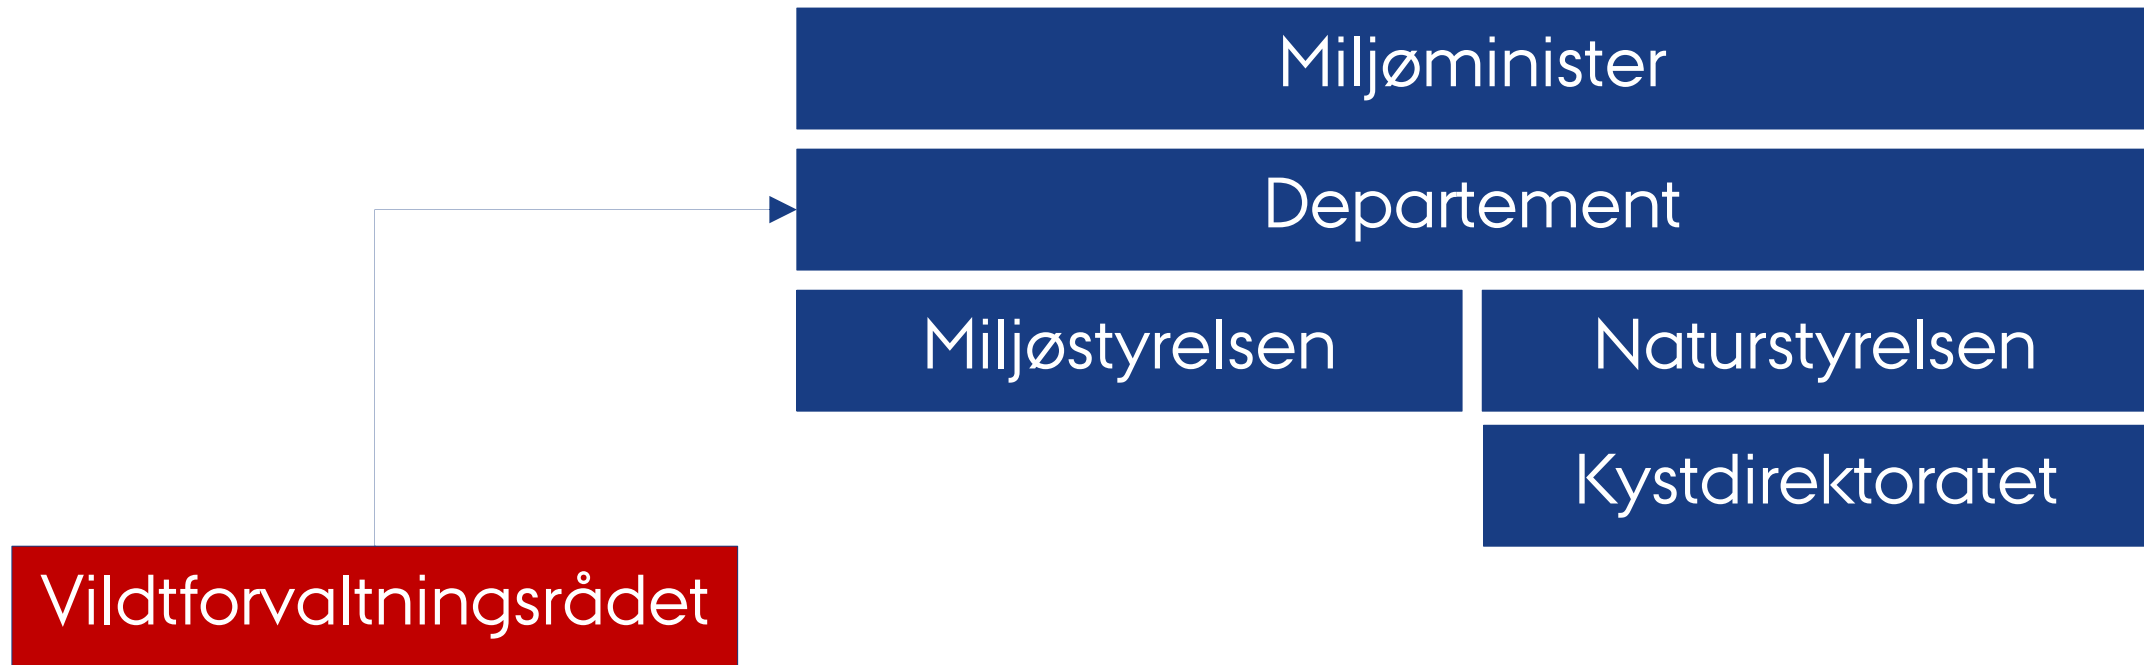 Miljøminister
Departement
Miljøstyrelsen
Naturstyrelsen
Kystdirektoratet
Vildtforvaltningsrådet